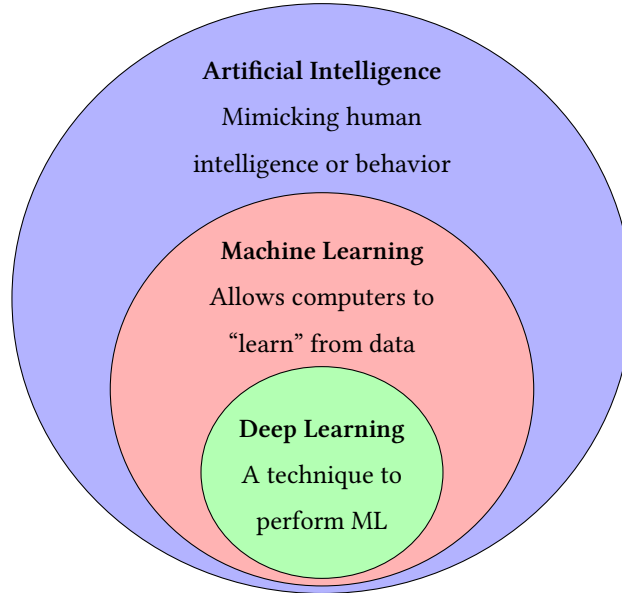 Artificial Intelligence
Mimicking human
intelligence or behavior
Machine Learning
Allows computers to
“learn” from data
Deep Learning
A technique to
perform ML